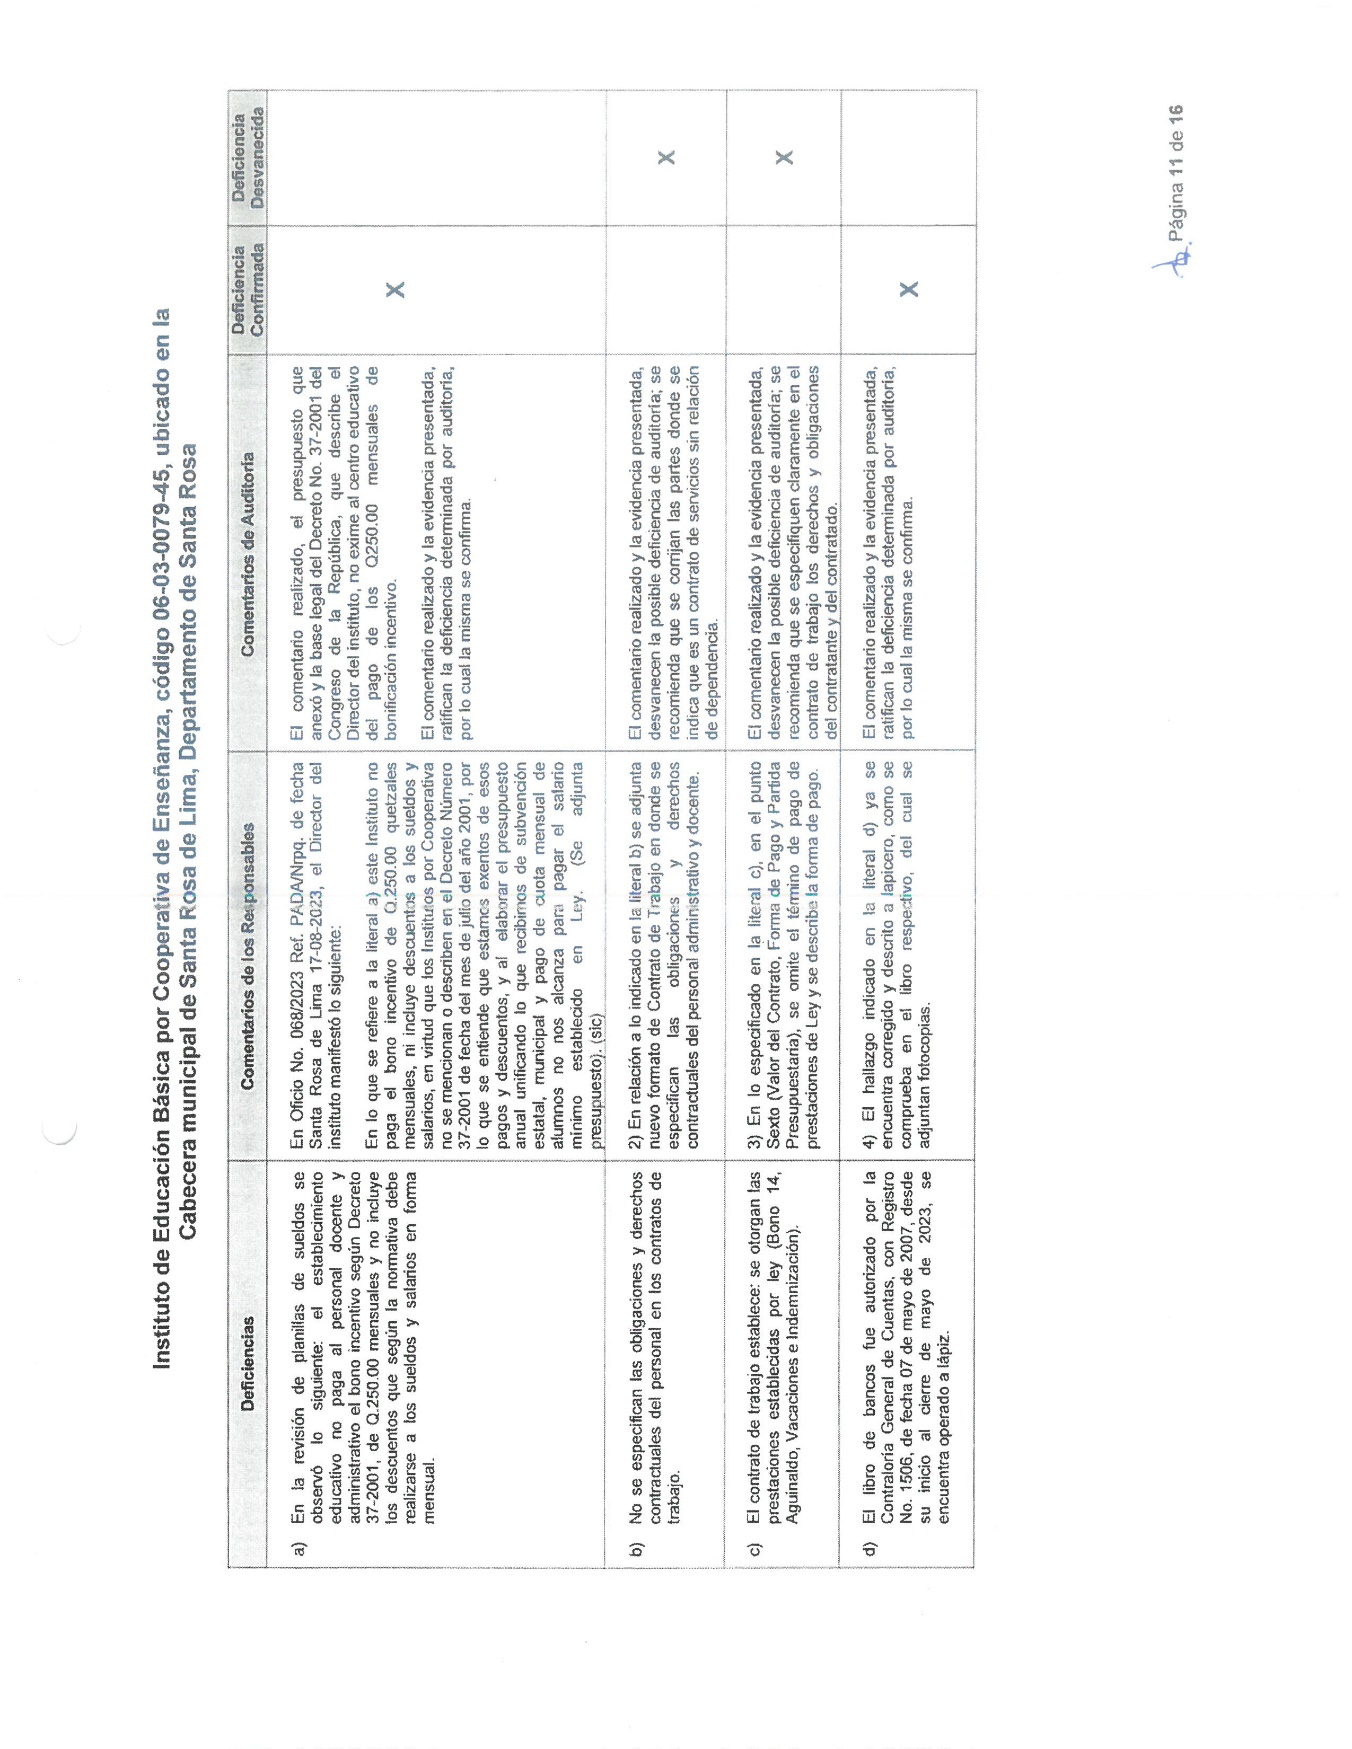 Instituto de Educación Básica por Cooperativa de Enseñanza, código 06-03-0079-45, ubicado en la
Cabecera municipal de Santa Rosa de Lima, Departamento de Santa Rosa
Deficiencias
Comentarios de los Responsables
Comentarios de Auditoría
Deficiencia
Confirmada
Deficiencia
Desvanecida
a) En la revisión de planillas de sueldos se
observó lo siguiente: el establecimiento
educativo no paga al personal docente y
administrativo el bono incentivo según Decreto
37-2001, de Q.250.00 mensuales y no incluye
los descuentos que según la normativa debe
realizarse a los sueldos y salarios en forma
mensual.
En Oficio No. 068/2023 Ref. PADA/Nrpq. de fecha
Santa Rosa de Lima 17-08-2023, el Director del
instituto manifestó lo siguiente:
En lo que se refiere a la literal a) este Instituto no
paga el bono incentivo de Q.250.00 quetzales
mensuales, ni incluye descuentos a los sueldos y
salarios, en virtud que los Institutos por Cooperativa
no se mencionan o describen en el Decreto Número
37-2001 de fecha del mes de julio del año 2001, por
lo que se entiende que estamos exentos de esos
pagos y descuentos, y al elaborar el presupuesto
anual unificando lo que recibimos de subvención
estatal, municipal y pago de cuota mensual de
alumnos no nos alcanza para pagar el salario
mínimo establecido en Ley. (Se adjunta
presupuesto). (sic)
El comentario realizado, el presupuesto que
anexó y la base legal del Decreto No. 37-2001 del
Congreso de la República, que describe el
Director del instituto, no exime al centro educativo
del pago de los Q250.00 mensuales de
bonificación incentivo.
El comentario realizado y la evidencia presentada,
ratifican la deficiencia determinada por auditoría,
por lo cual la misma se confirma.
X
b) No se especifican las obligaciones y derechos
contractuales del personal en los contratos de
trabajo.
2) En relación a lo indicado en la literal b) se adjunta
nuevo formato de Contrato de Trabajo en donde se
especifican las obligaciones y derechos
contractuales del personal administrativo y docente.
El comentario realizado y la evidencia presentada,
desvanecen la posible deficiencia de auditoría; se
recomienda que se corrijan las partes donde se
indica que es un contrato de servicios sin relación
de dependencia.
X
c) El contrato de trabajo establece: se otorgan las
prestaciones establecidas por ley (Bono 14,
Aguinaldo, Vacaciones e Indemnización).
3) En lo especificado en la literal c), en el punto
Sexto (Valor del Contrato, Forma de Pago y Partida
Presupuestaria), se omite el término de pago de
prestaciones de Ley y se describe la forma de pago.
El comentario realizado y la evidencia presentada,
desvanecen la posible deficiencia de auditoría; se
recomienda que se especifiquen claramente en el
contrato de trabajo los derechos y obligaciones
del contratante y del contratado.
X
d) El libro de bancos fue autorizado por la
Contraloría General de Cuentas, con Registro
No. 1506, de fecha 07 de mayo de 2007, desde
su inicio al cierre de mayo de 2023, se
encuentra operado a lápiz.
4) El hallazgo indicado en la literal d) ya se
encuentra corregido y descrito a lapicero, como se
comprueba en el libro respectivo, del cual se
adjuntan fotocopias.
El comentario realizado y la evidencia presentada,
ratifican la deficiencia determinada por auditoría,
por lo cual la misma se confirma.
X
Página 11 de 16